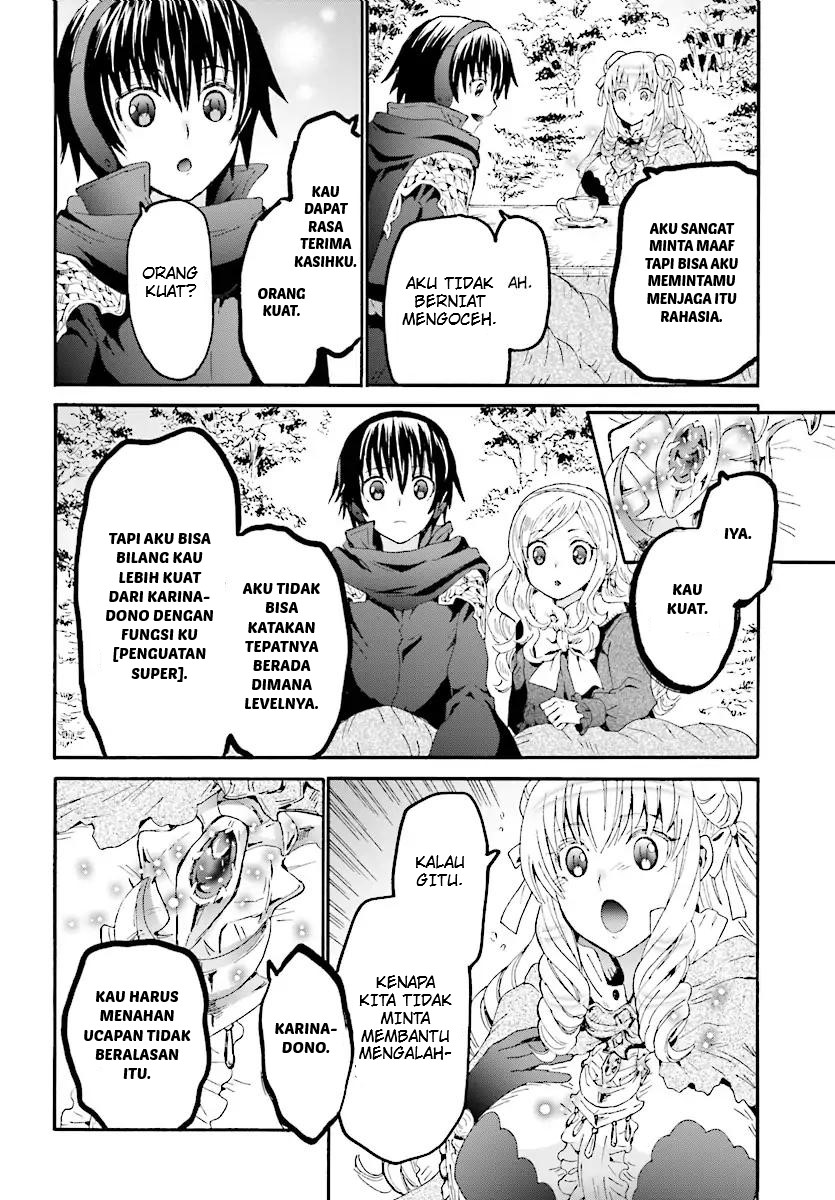 AKU SANGAT
MINTA MAAF
TAPI BISA AKU
MEMINTAMU
MENJAGA ITU
RAHASIA.
AH.
AKU TIDAK
BERNIAT
MENGOCEH.
KAU
DAPAT
RASA
TERIMA
KASIHKU.
ORANG
KUAT.
ORANG
KUAT?
IYA.
KAU
KUAT.
AKU TIDAK
BISA
KATAKAN
TEPATNYA
BERADA
DIMANA
LEVELNYA.
TAPI AKU BISA
BILANG KAU
LEBIH KUAT
DARI KARINA-
DONO DENGAN
FUNGSI KU
[PENGUATAN
SUPER].
KALAU
GITU.
KENAPA
KITA TIDAK
MINTA
MEMBANTU
MENGALAH-
KARINA-
DONO.
KAU HARUS
MENAHAN
UCAPAN TIDAK
BERALASAN
ITU.